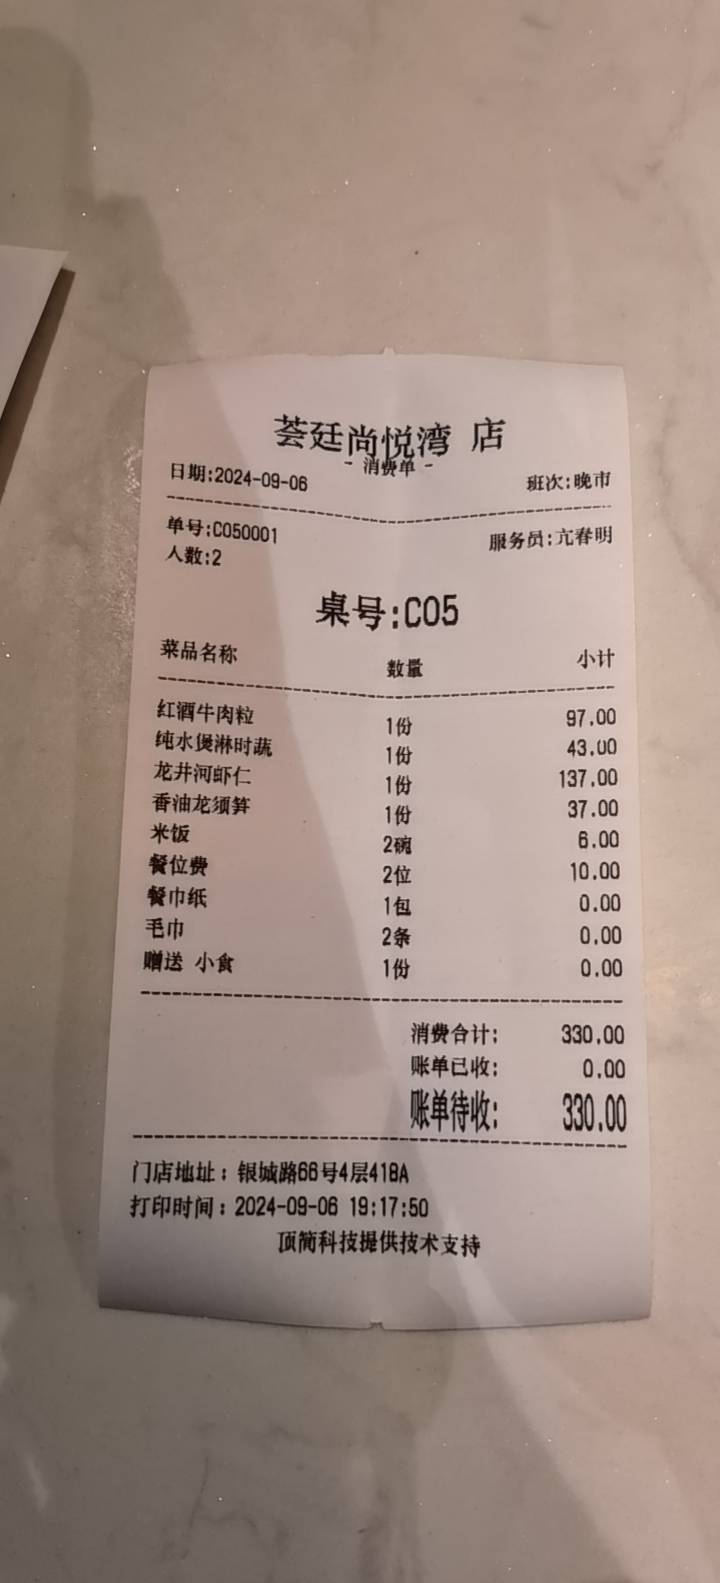 荟廷尚悦湾 店
- 消费单 -
日期:2024-09-06 班次:晚市
单号:C050001 服务员:亢春明
人数:2
桌号:C05
菜品名称 数量 小计
红酒牛肉粒 1份 97.00
纯水煲淋时蔬 1份 43.00
龙井河虾仁 1份 137.00
香油龙须笋 1份 37.00
米饭 2碗 6.00
餐位费 2位 10.00
餐巾纸 1包 0.00
毛巾 2条 0.00
赠送 小食 1份 0.00
消费合计: 330.00
账单已收: 0.00
账单待收: 330.00
门店地址：银城路66号4层418A
打印时间：2024-09-06 19:17:50
顶简科技提供技术支持